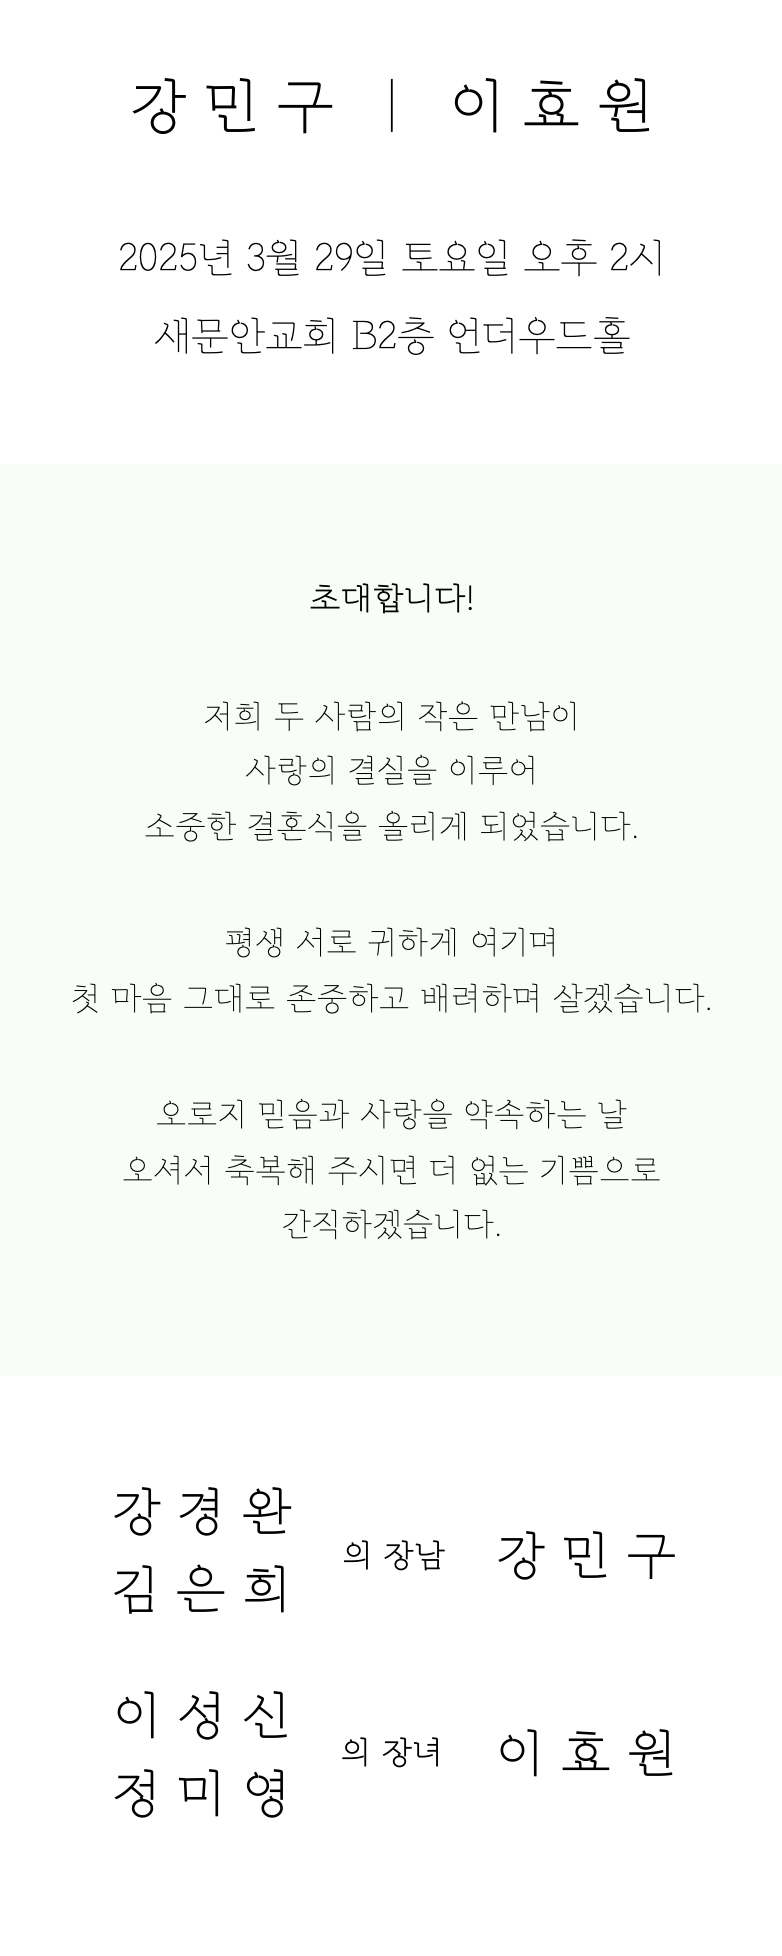 강민구 | 이효원
2025년 3월 29일 토요일 오후 2시
새문안교회 B2층 언더우드홀
초대합니다!
저희 두 사람의 작은 만남이
사랑의 결실을 이루어
소중한 결혼식을 올리게 되었습니다.
평생 서로 귀하게 여기며
첫 마음 그대로 존중하고 배려하며 살겠습니다.
오로지 믿음과 사랑을 약속하는 날
오셔서 축복해 주시면 더 없는 기쁨으로
간직하겠습니다.
강경완
김은희
의 장남 강민구
이성신
정미영
의 장녀 이효원